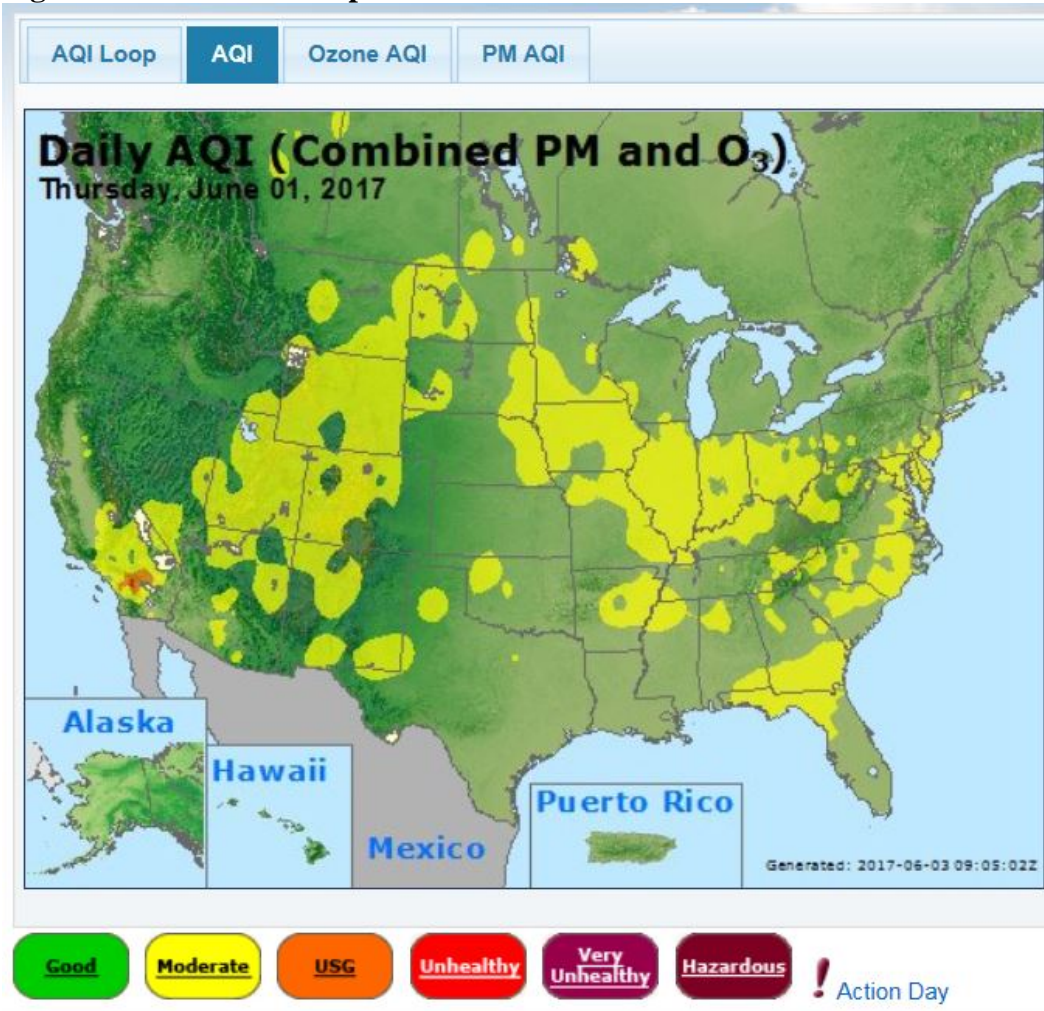 AQI Loop
AQI
Ozone AQI
PM AQI
Daily AQI (Combined PM and O₃)
Thursday, June 01, 2017
Alaska
Hawaii
Mexico
Puerto Rico
Generated: 2017-06-03 09:05:02Z
Good
Moderate
USG
Unhealthy
Very
Unhealthy
Hazardous
! Action Day